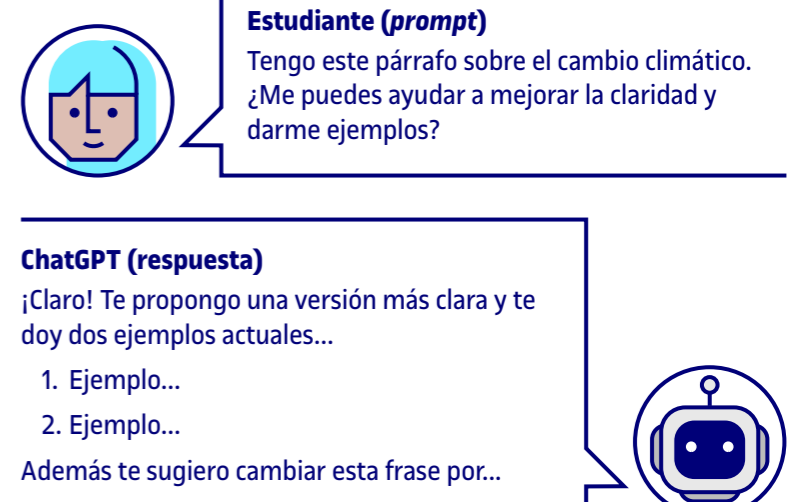 Estudiante (prompt)
Tengo este párrafo sobre el cambio climático.
¿Me puedes ayudar a mejorar la claridad y
darme ejemplos?
ChatGPT (respuesta)
¡Claro! Te propongo una versión más clara y te
doy dos ejemplos actuales...
1. Ejemplo...
2. Ejemplo...
Además te sugiero cambiar esta frase por...